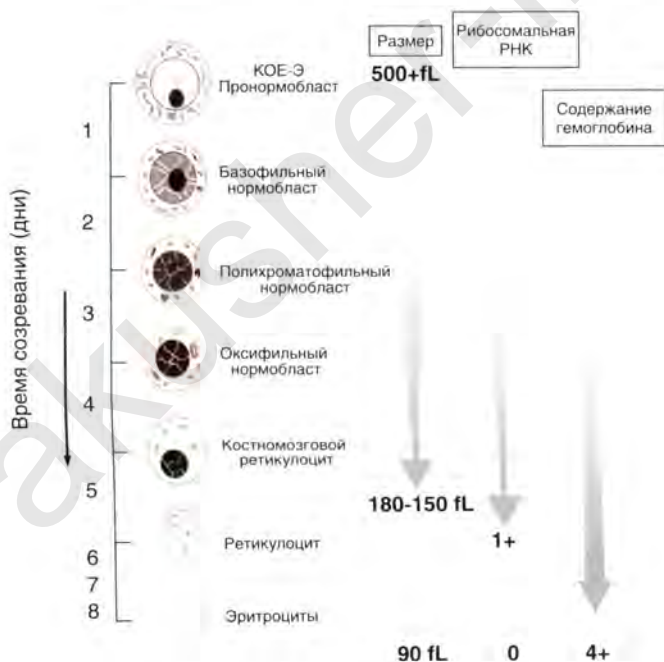 Размер
Рибосомальная
РНК
КОЕ-Э
Пронормобласт
500+fL
Содержание
гемоглобина
1
Базофильный
нормобласт
2
Полихроматофильный
нормобласт
Время созревания (дни)
3
Оксифильный
нормобласт
4
Костномозговой
ретикулоцит
5
180-150 fL
Ретикулоцит
1+
6
7
8
Эритроциты
90 fL
0
4+
akusher-